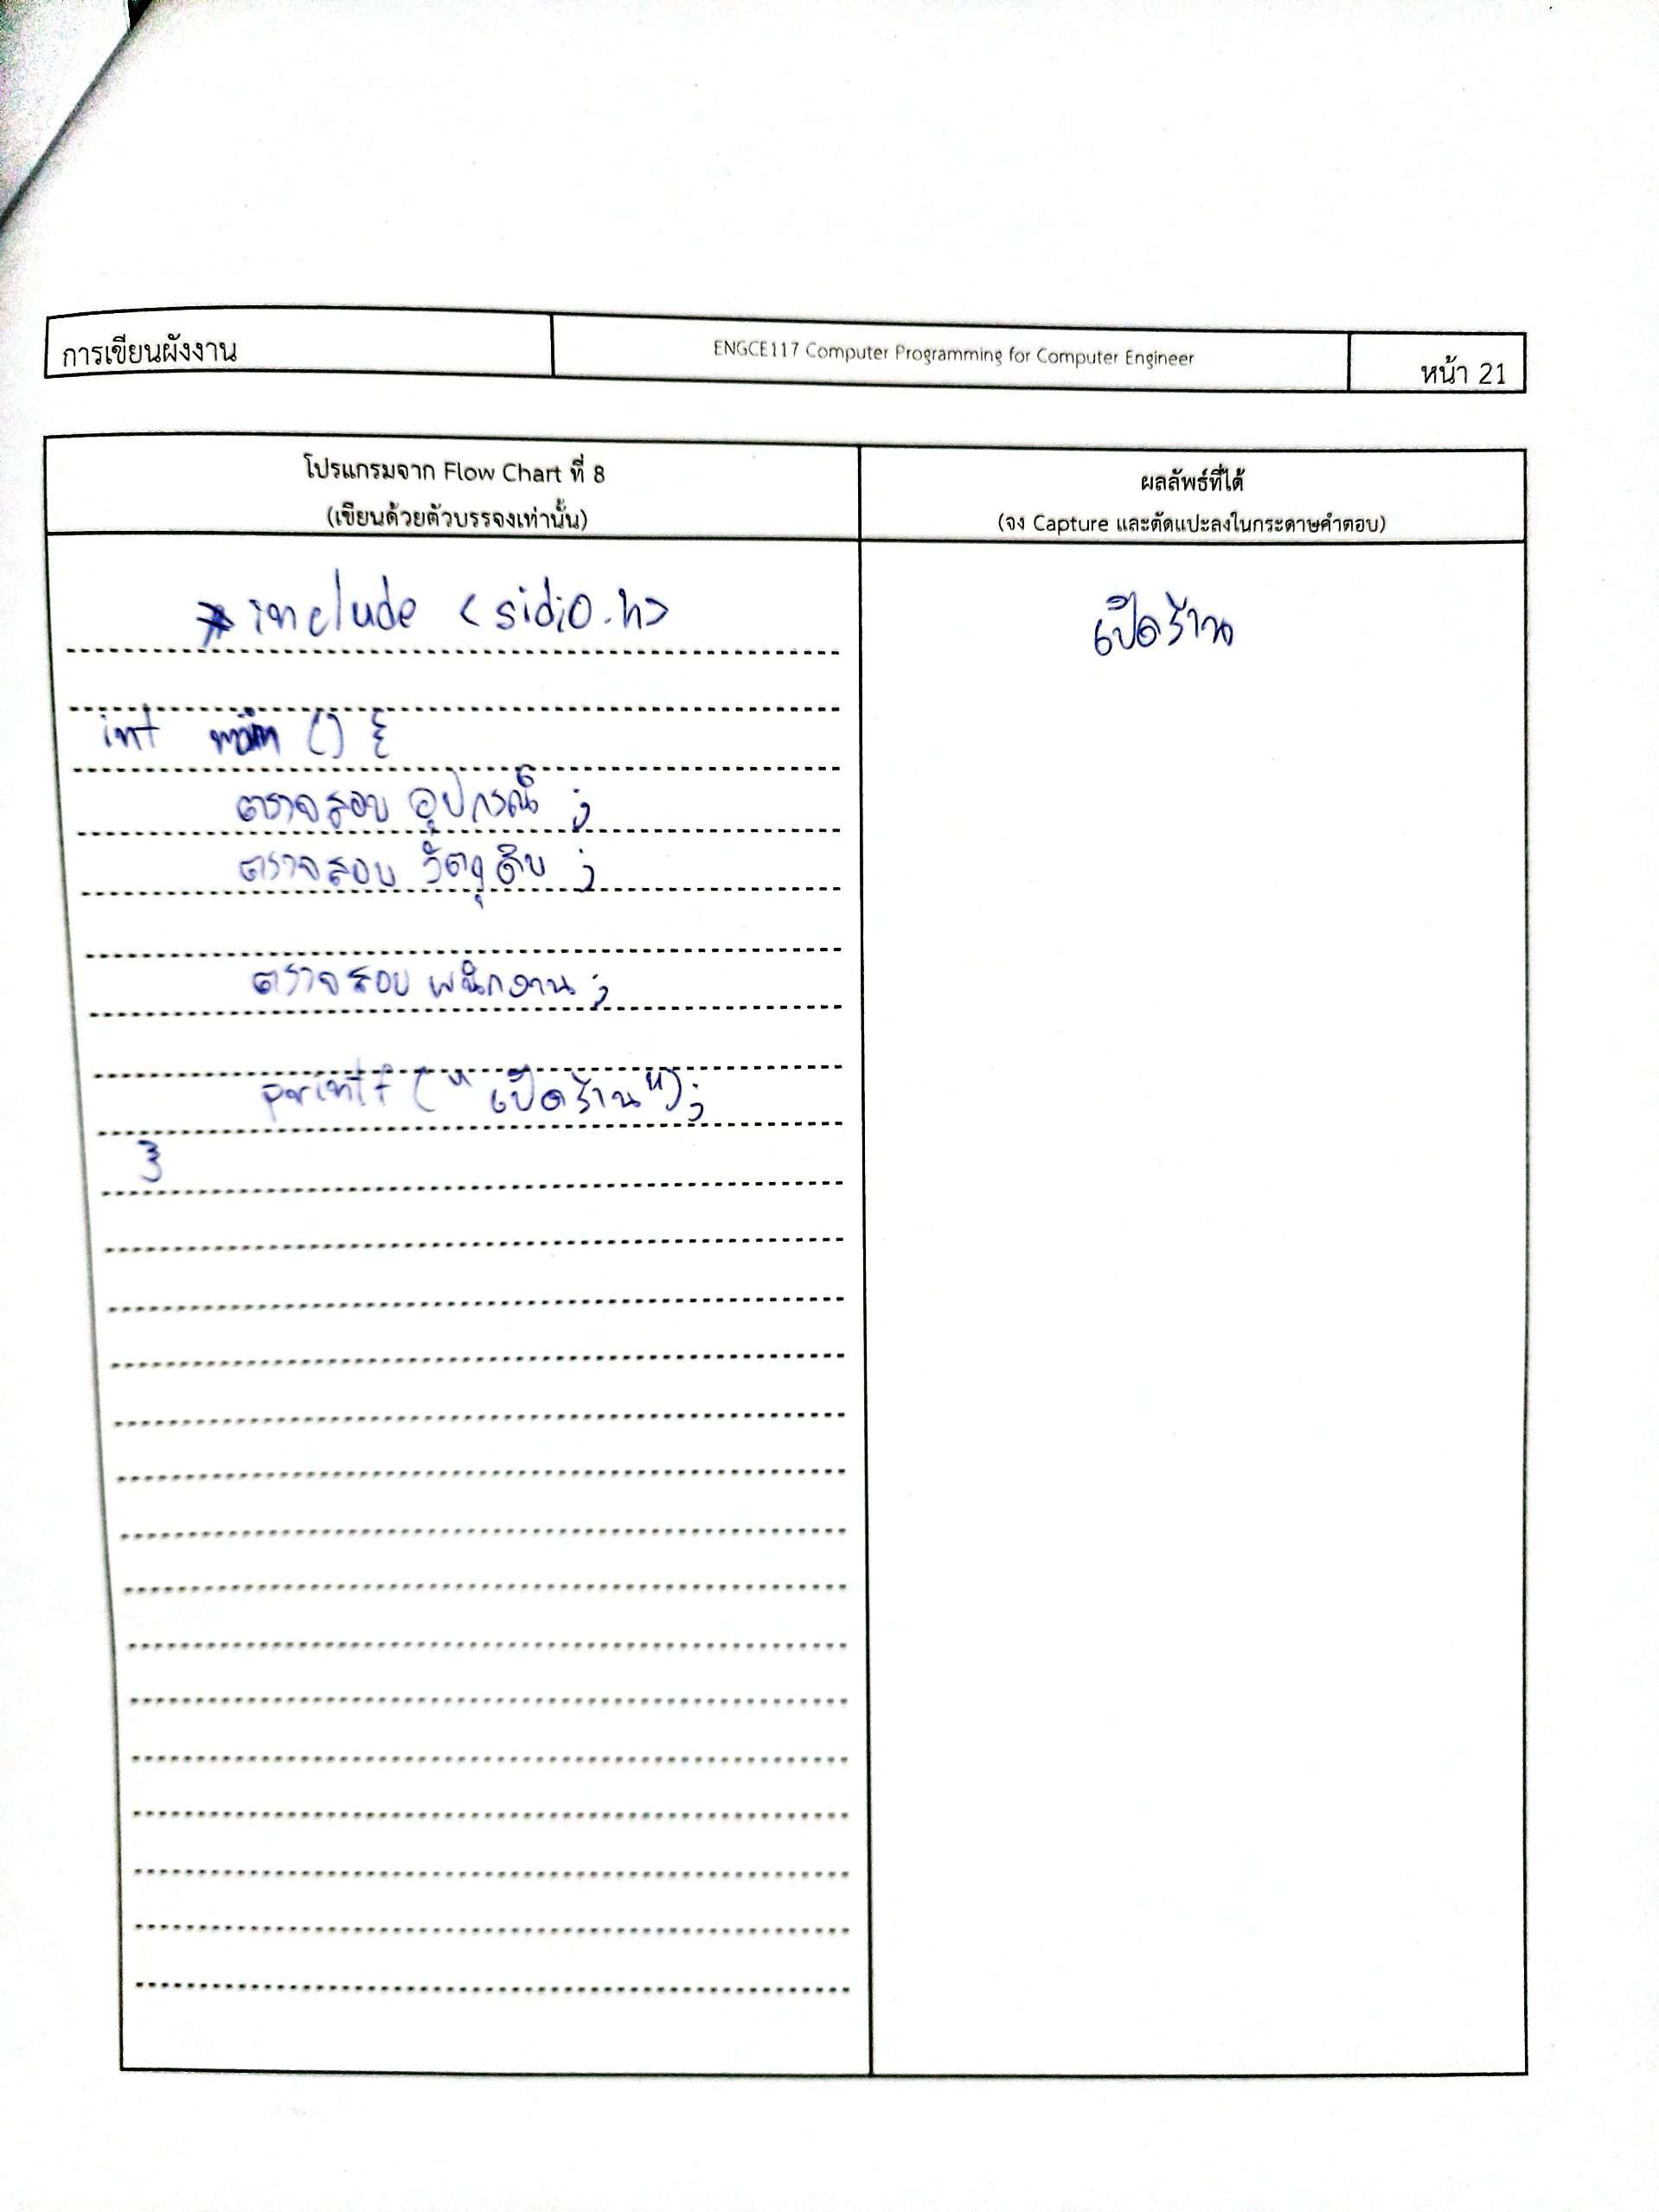 การเขียนผังงาน
ENGCE117 Computer Programming for Computer Engineer
หน้า 21
โปรแกรมจาก Flow Chart ที่ 8
(เขียนด้วยตัวบรรจงเท่านั้น)
ผลลัพธ์ที่ได้
(จง Capture และตัดแปะลงในกระดาษคำตอบ)
#include <sidio.h>
เปิดร้าน
int main () {
ตรวจสอบ อุปกรณ์ ;
ตรวจสอบ วัตถุดิบ ;
ตรวจสอบ พนักงาน ;
printf ("เปิดร้าน");
}